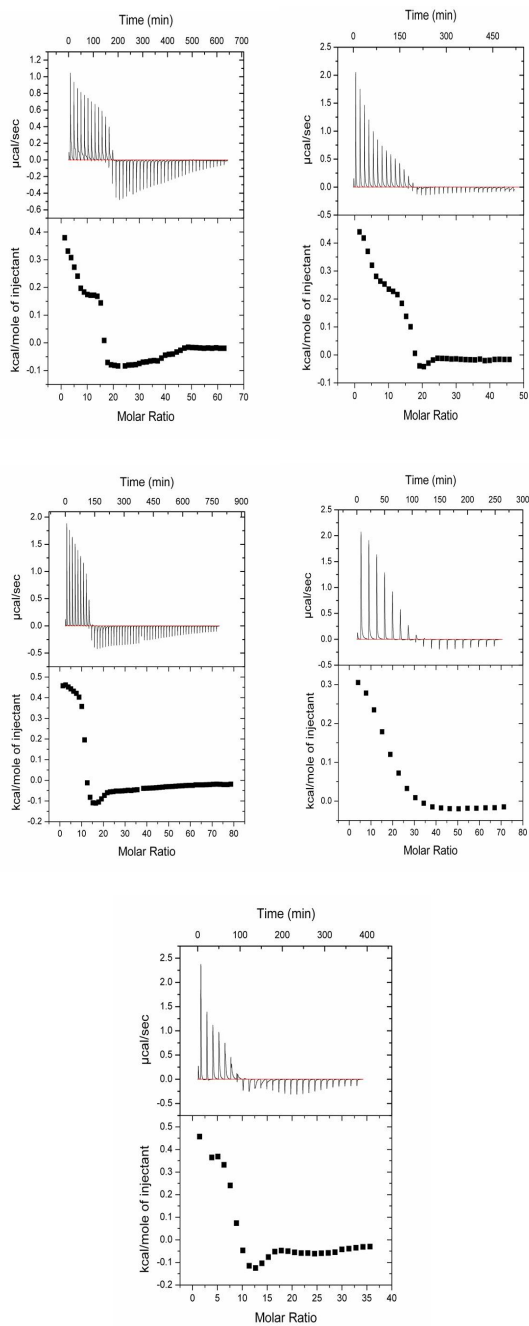 Time (min)
0 100 200 300 400 500 600 700
1.2
1.0
0.8
0.6
0.4
0.2
0.0
-0.2
-0.4
-0.6
µcal/sec
0.4
0.3
0.2
0.1
0.0
-0.1
kcal/mole of injectant
0 10 20 30 40 50 60 70
Molar Ratio
Time (min)
0 150 300 450
2.5
2.0
1.5
1.0
0.5
0.0
-0.5
µcal/sec
0.5
0.4
0.3
0.2
0.1
0.0
-0.1
kcal/mole of injectant
0 10 20 30 40 50
Molar Ratio
Time (min)
0 150 300 450 600 750 900
2.0
1.5
1.0
0.5
0.0
-0.5
µcal/sec
0.5
0.4
0.3
0.2
0.1
0.0
-0.1
-0.2
kcal/mole of injectant
0 10 20 30 40 50 60 70 80
Molar Ratio
Time (min)
0 50 100 150 200 250 300
2.5
2.0
1.5
1.0
0.5
0.0
-0.5
µcal/sec
0.3
0.2
0.1
0.0
kcal/mole of injectant
0 10 20 30 40 50 60 70 80
Molar Ratio
Time (min)
0 100 200 300 400
2.5
2.0
1.5
1.0
0.5
0.0
-0.5
µcal/sec
0.5
0.4
0.3
0.2
0.1
0.0
-0.1
-0.2
kcal/mole of injectant
0 5 10 15 20 25 30 35 40
Molar Ratio